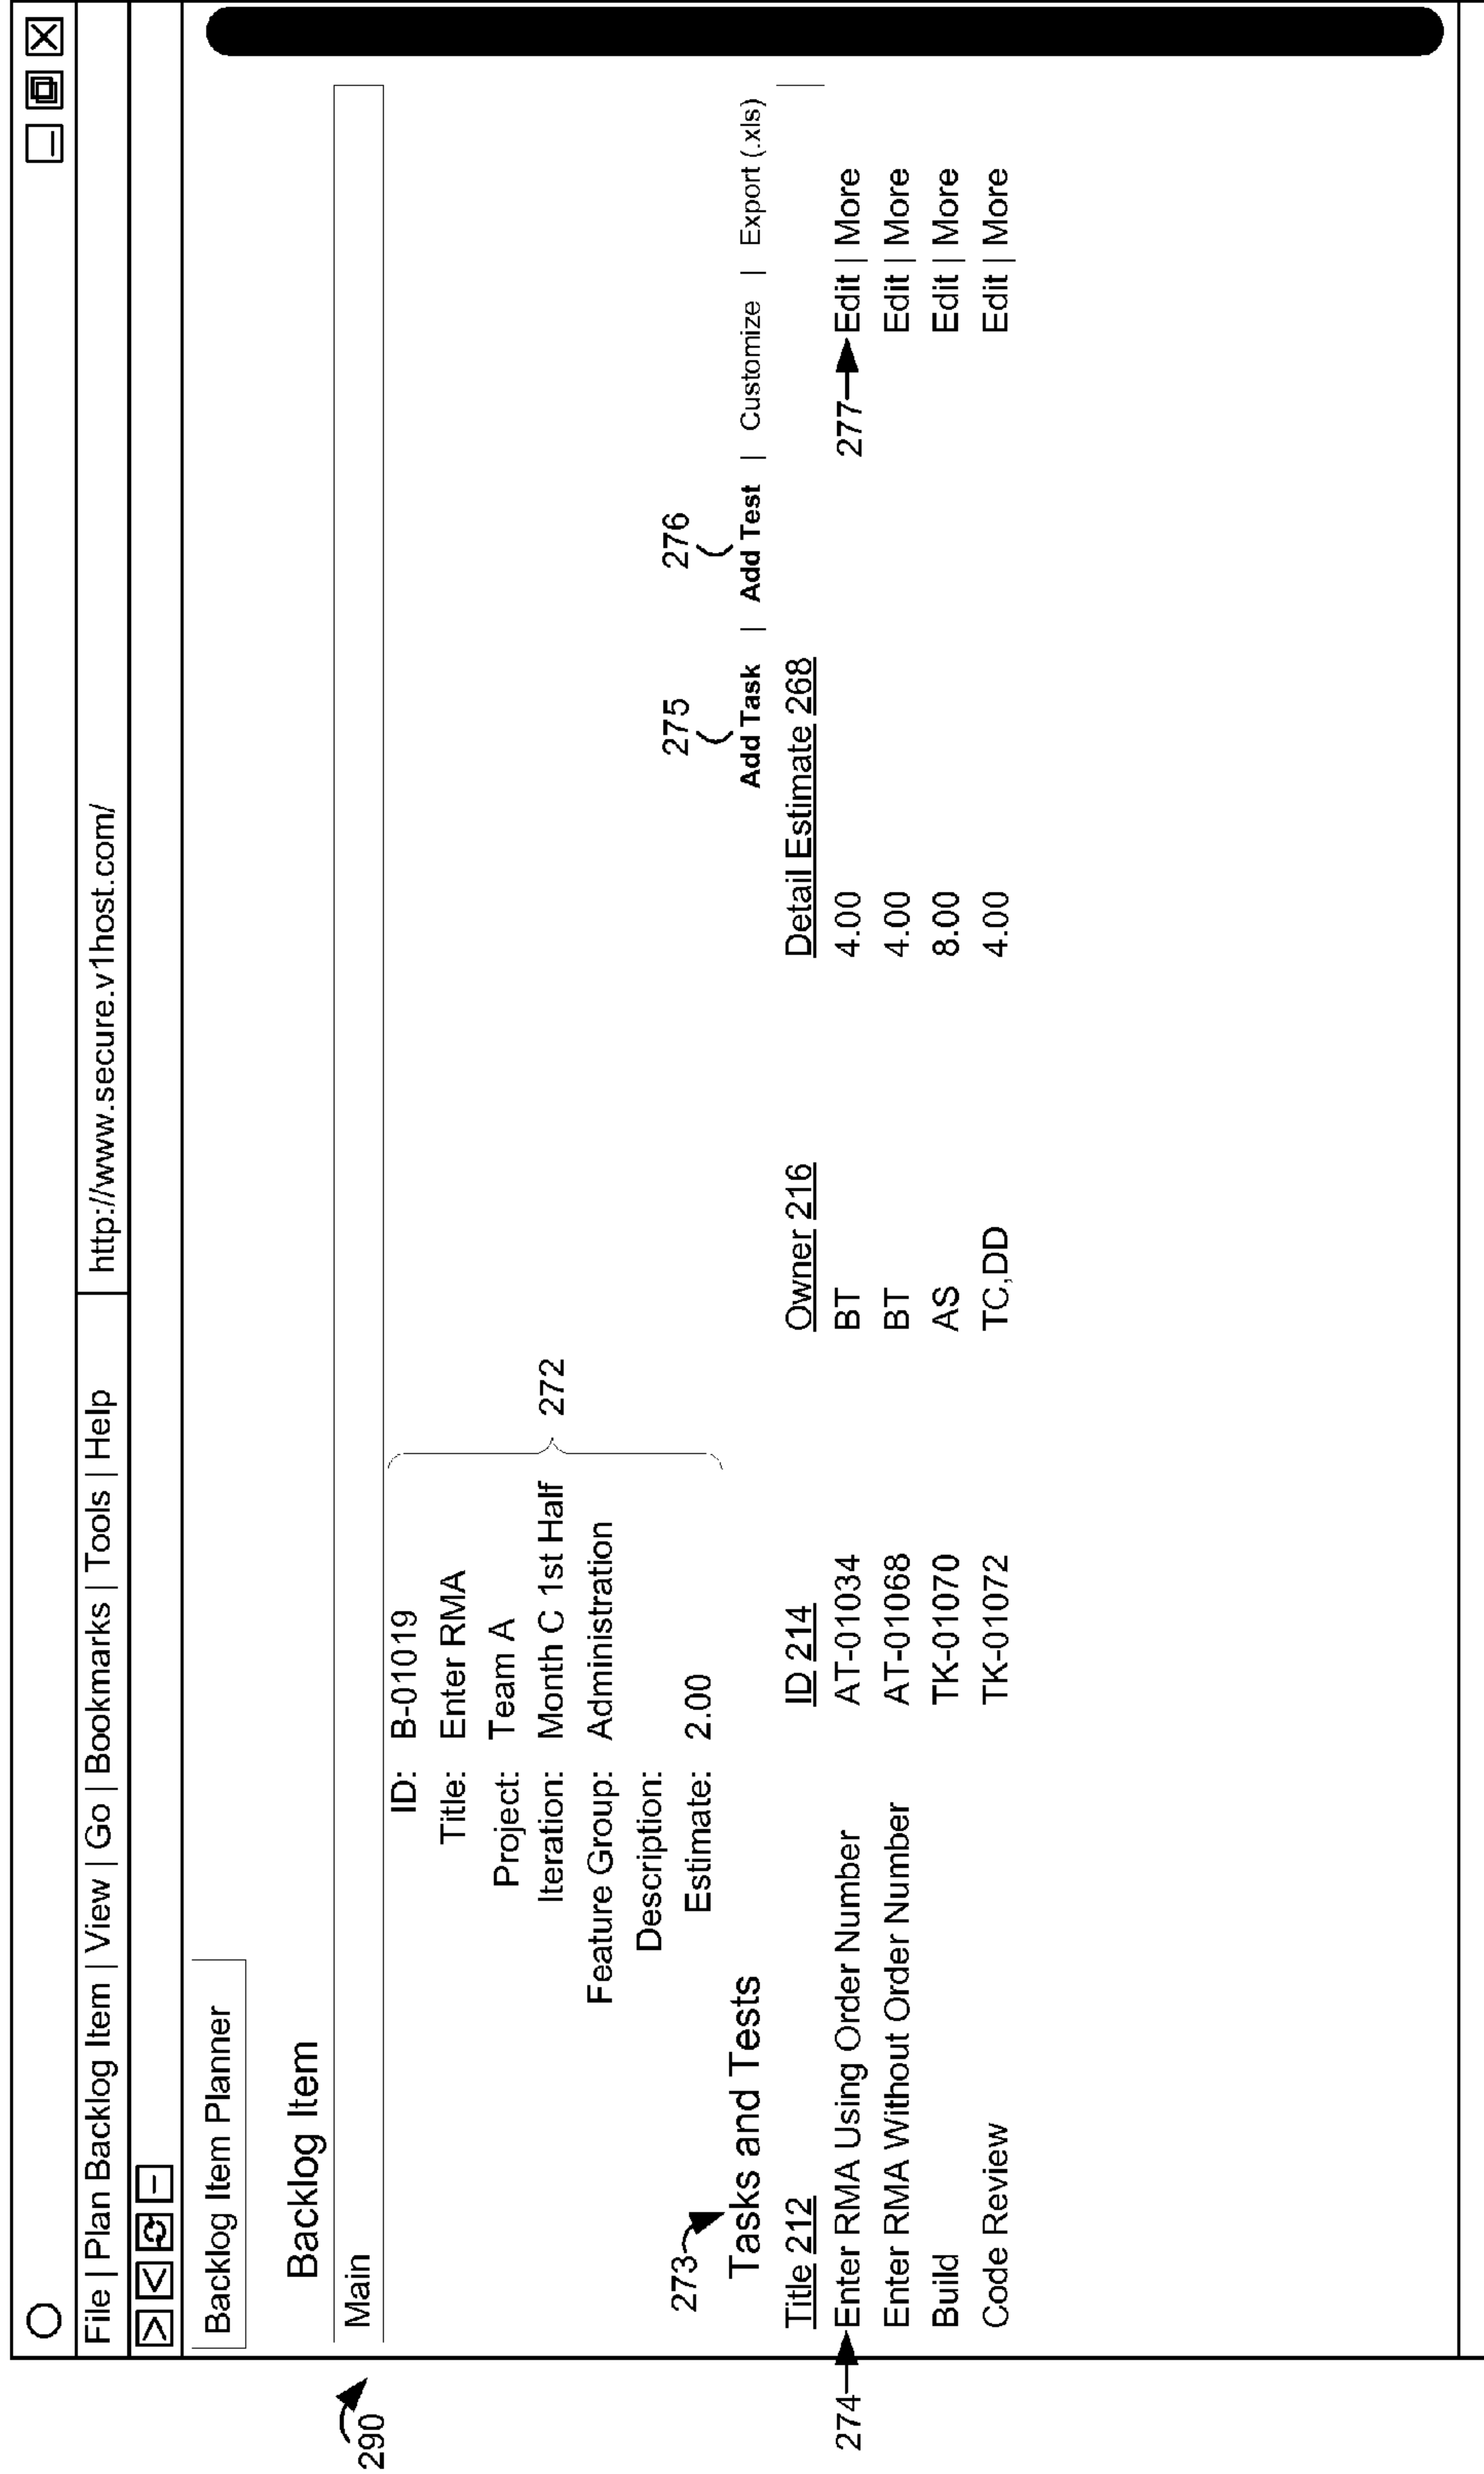 File | Plan Backlog Item | View | Go | Bookmarks | Tools | Help http://www.secure.v1host.com/
Backlog Item Planner
Backlog Item
290
Main
ID: B-01019
Title: Enter RMA
Project: Team A
Iteration: Month C 1st Half
272
Feature Group: Administration
Description:
Estimate: 2.00
273
275
276
Tasks and Tests
Add Task | Add Test | Customize | Export (.xls)
Title 212 ID 214 Owner 216 Detail Estimate 268
274 Enter RMA Using Order Number AT-01034 BT 4.00 277 Edit | More
Enter RMA Without Order Number AT-01068 BT 4.00 Edit | More
Build TK-01070 AS 8.00 Edit | More
Code Review TK-01072 TC,DD 4.00 Edit | More